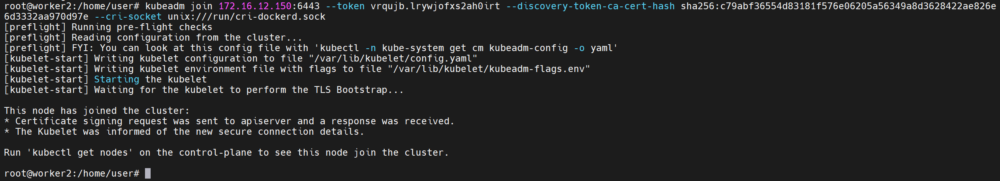 root@worker2:/home/user# kubeadm join 172.16.12.150:6443 --token vrqujb.lrywjofxs2ah0irt --discovery-token-ca-cert-hash sha256:c79abf36554d83181f576e06205a56349a8d3628422ae826e
6d3332aa970d97e --cri-socket unix:///run/cri-dockerd.sock
[preflight] Running pre-flight checks
[preflight] Reading configuration from the cluster...
[preflight] FYI: You can look at this config file with 'kubectl -n kube-system get cm kubeadm-config -o yaml'
[kubelet-start] Writing kubelet configuration to file "/var/lib/kubelet/config.yaml"
[kubelet-start] Writing kubelet environment file with flags to file "/var/lib/kubelet/kubeadm-flags.env"
[kubelet-start] Starting the kubelet
[kubelet-start] Waiting for the kubelet to perform the TLS Bootstrap...

This node has joined the cluster:
* Certificate signing request was sent to apiserver and a response was received.
* The Kubelet was informed of the new secure connection details.

Run 'kubectl get nodes' on the control-plane to see this node join the cluster.

root@worker2:/home/user#